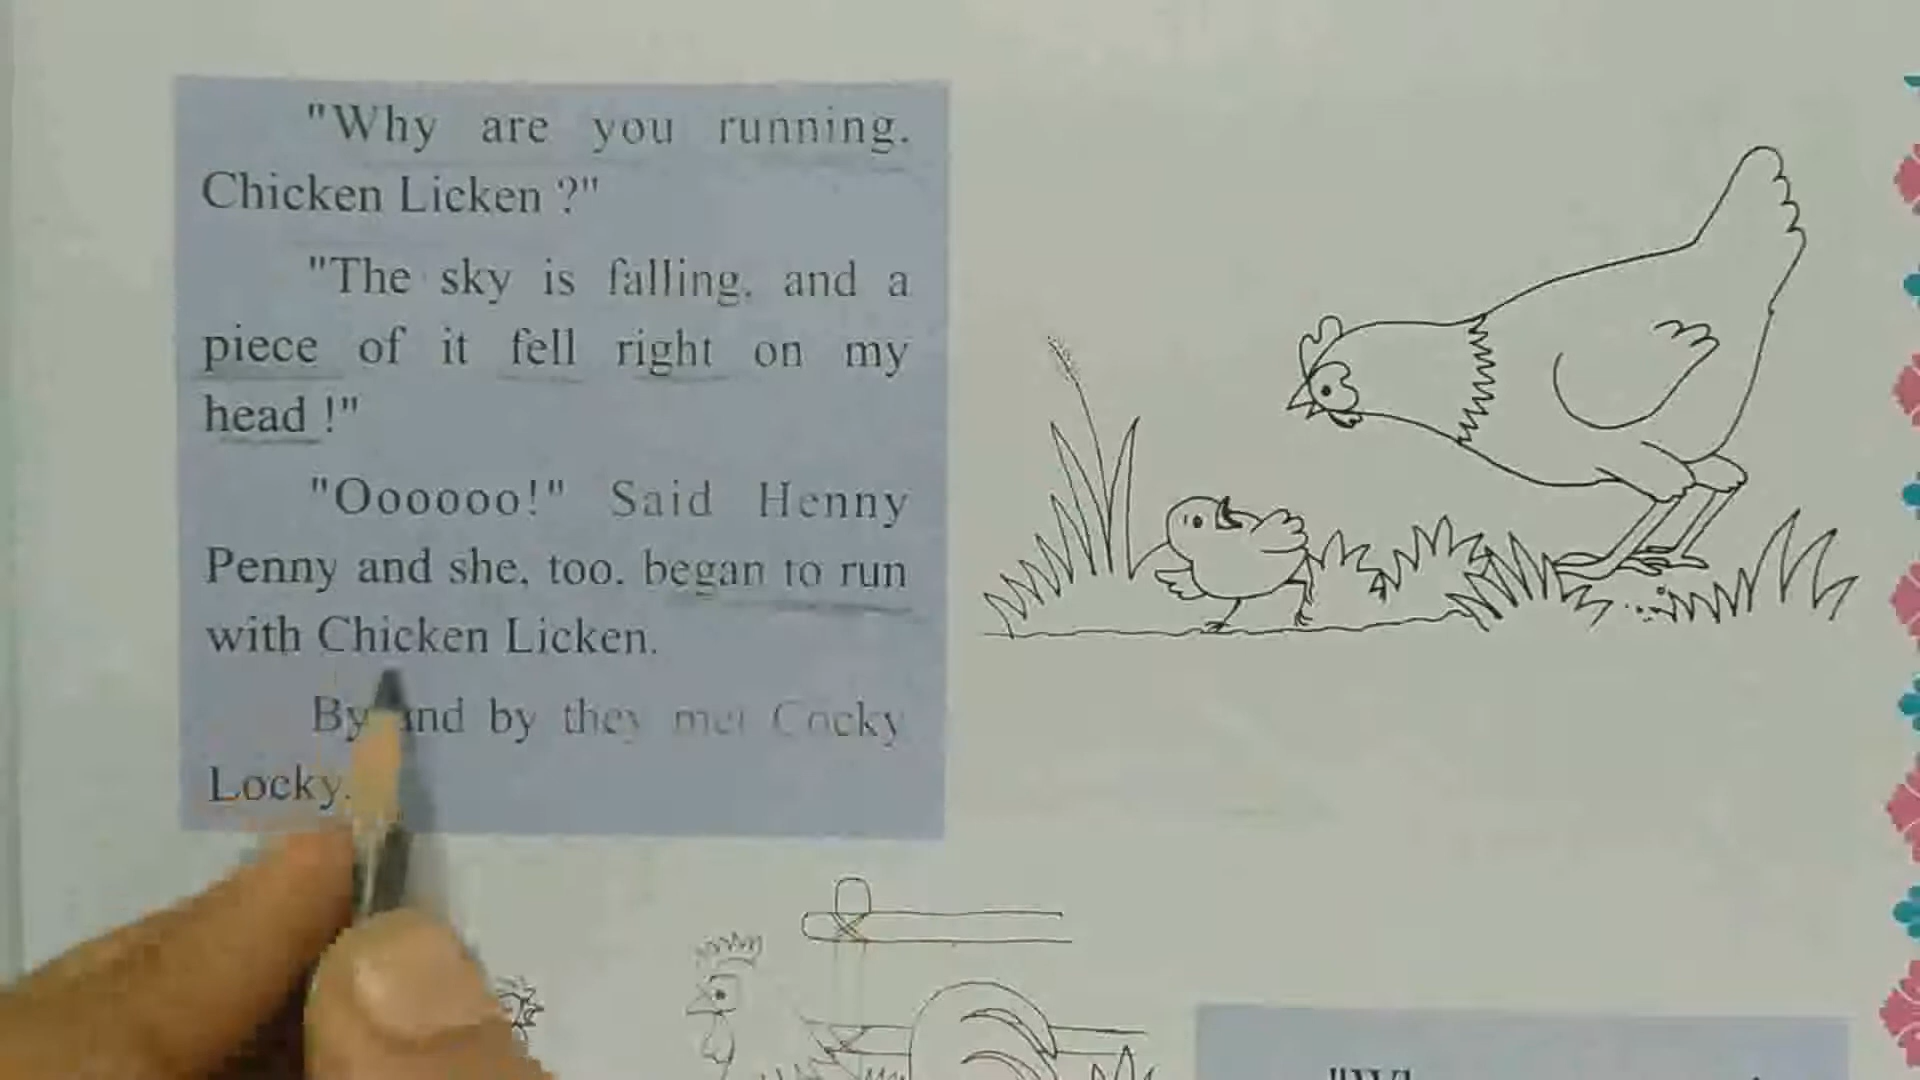 "Why are you running.
Chicken Licken ?"
"The sky is falling. and a
piece of it fell right on my
head !"
"Oooooo!" Said Henny
Penny and she, too. began to run
with Chicken Licken.
By and by they met Cocky
Locky.